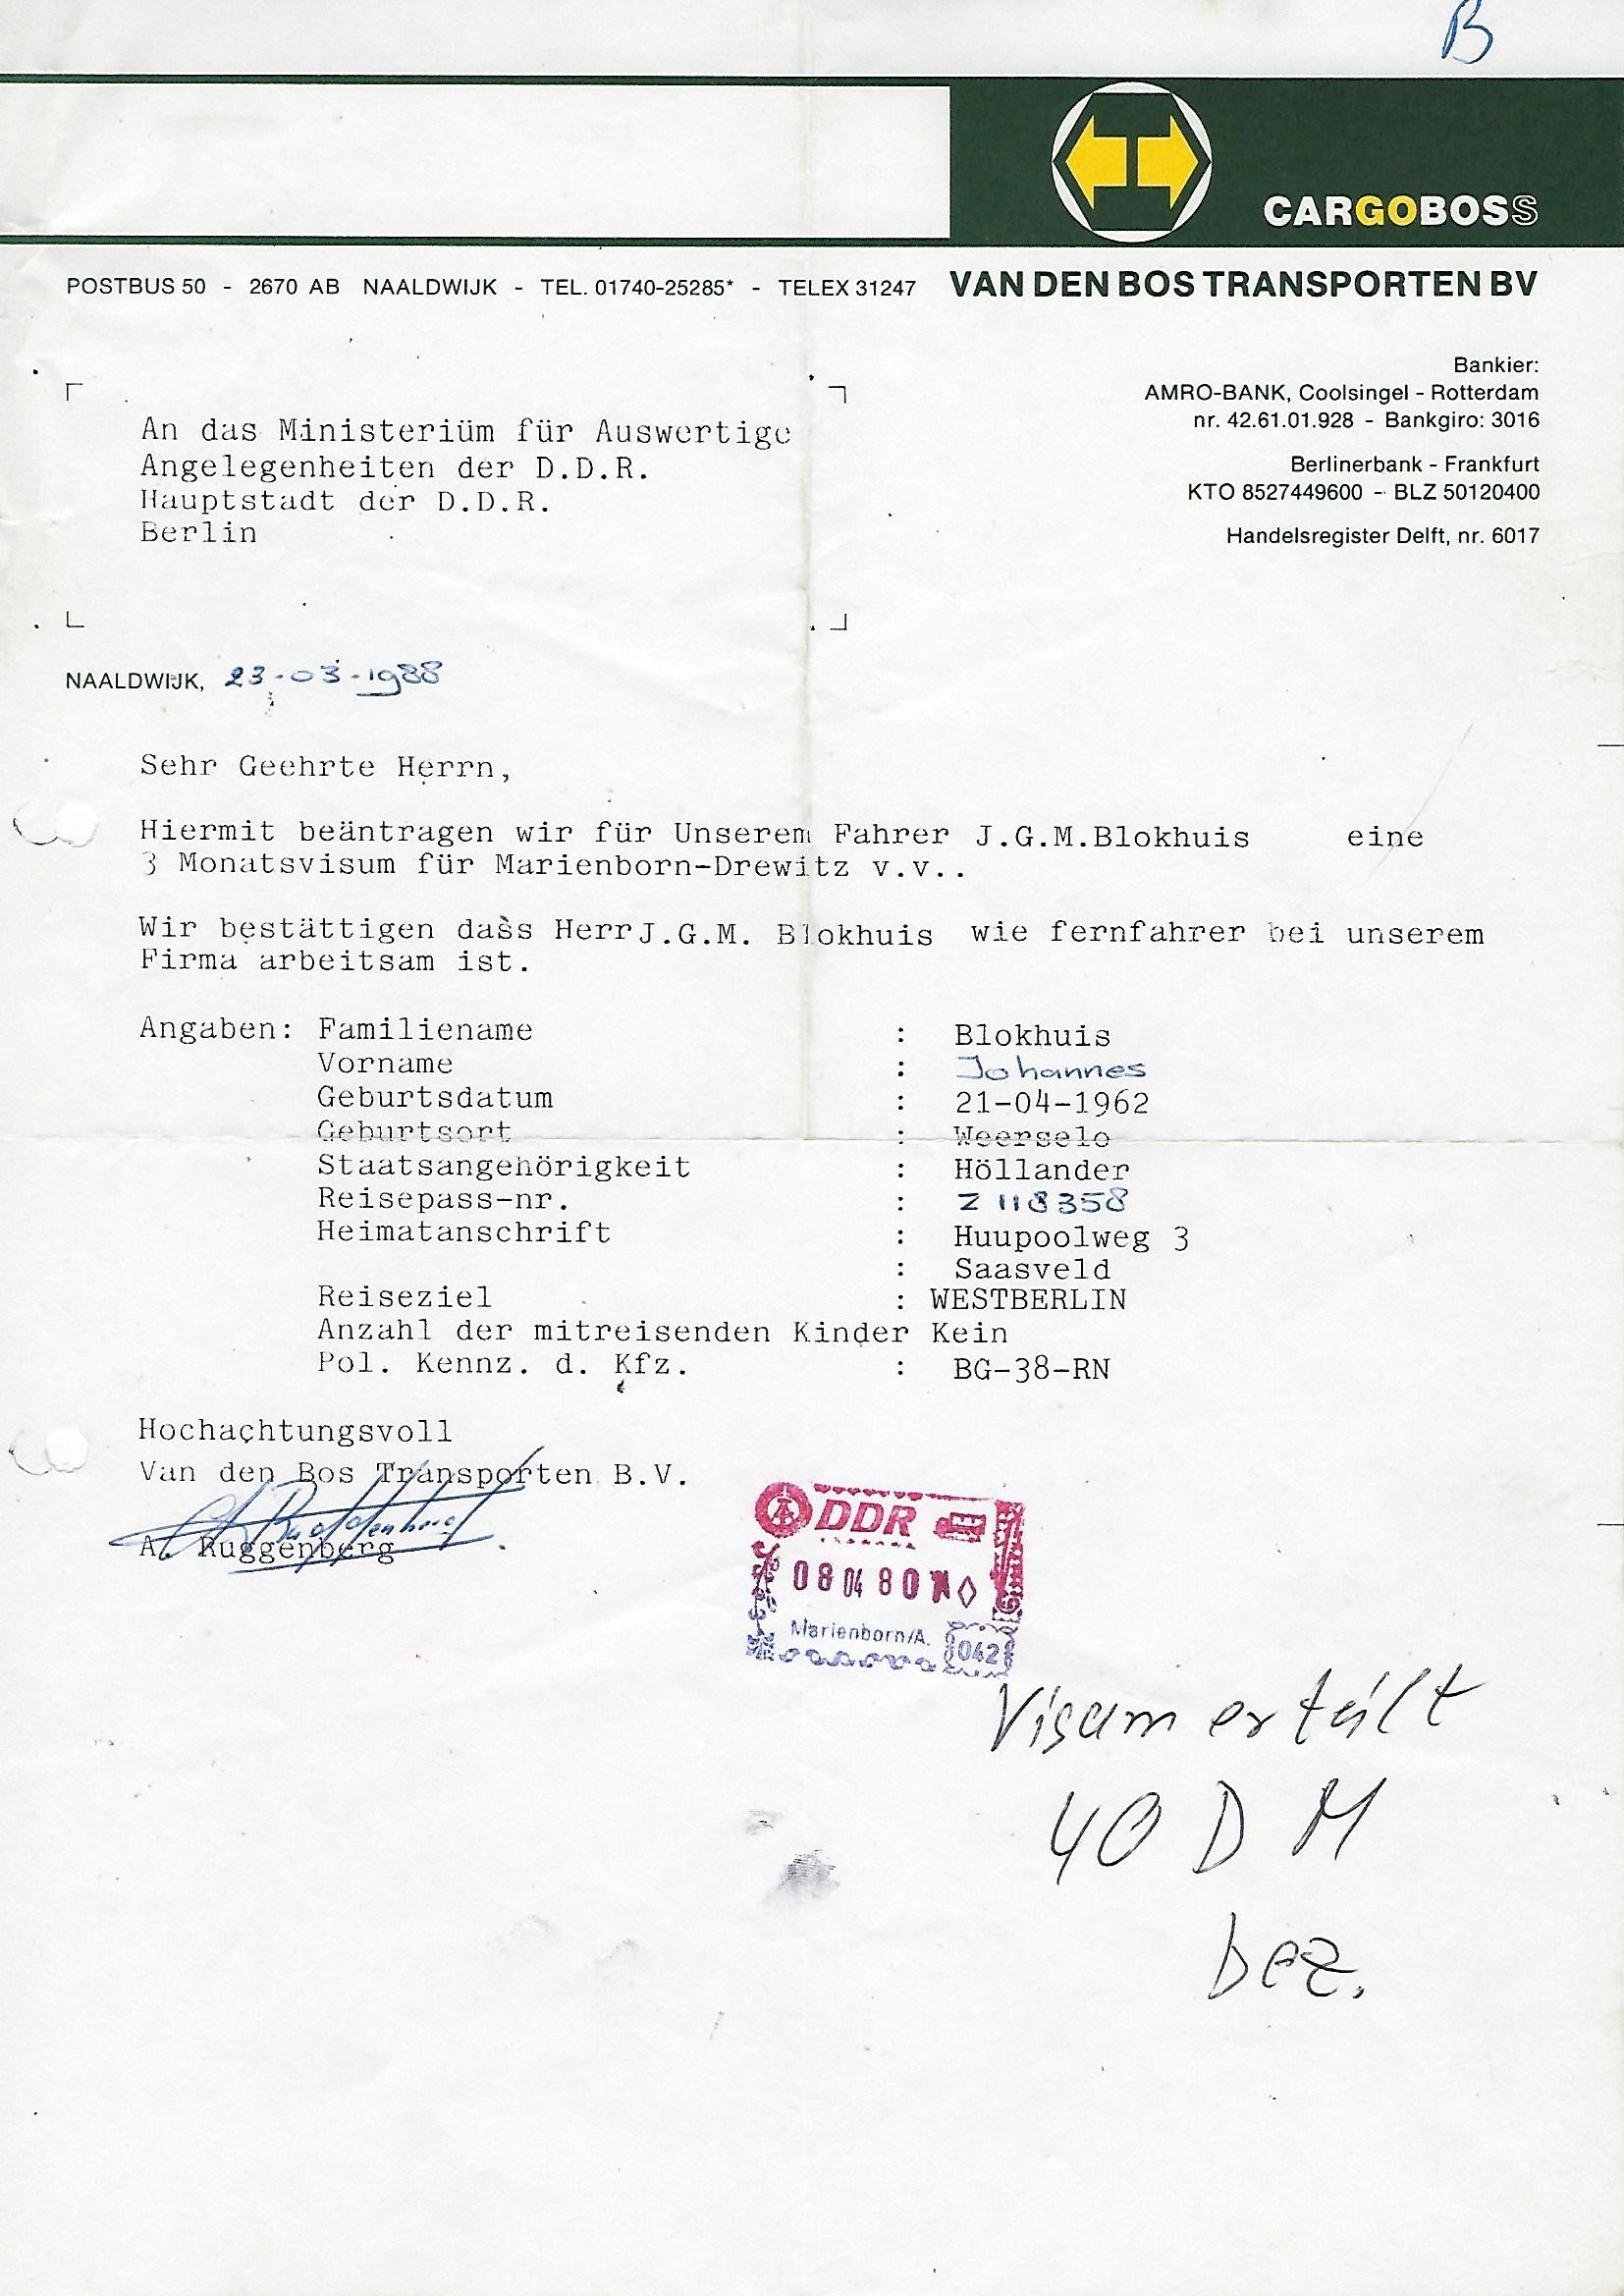 B
CARGOBOSS
POSTBUS 50 - 2670 AB NAALDWIJK - TEL. 01740-25285* - TELEX 31247 VAN DEN BOS TRANSPORTEN BV
Bankier:
AMRO-BANK, Coolsingel - Rotterdam
nr. 42.61.01.928 - Bankgiro: 3016
Berlinerbank - Frankfurt
KTO 8527449600 - BLZ 50120400
Handelsregister Delft, nr. 6017
An das Ministeriüm für Auswertige
Angelegenheiten der D.D.R.
Hauptstadt der D.D.R.
Berlin
NAALDWIJK, 23-03-1988
Sehr Geehrte Herrn,
Hiermit beäntragen wir für Unserem Fahrer J.G.M.Blokhuis eine
3 Monatsvisum für Marienborn-Drewitz v.v..
Wir bestättigen dass Herr J.G.M. Blokhuis wie fernfahrer bei unserem
Firma arbeitsam ist.
Angaben: Familiename : Blokhuis
Vorname : Johannes
Geburtsdatum : 21-04-1962
Geburtsort : Weerselo
Staatsangehörigkeit : Höllander
Reisepass-nr. : Z 118358
Heimatanschrift : Huupoolweg 3
: Saasveld
Reiseziel : WESTBERLIN
Anzahl der mitreisenden Kinder Kein
Pol. Kennz. d. Kfz. : BG-38-RN
Hochachtungsvoll
Van den Bos Transporten B.V.
A. Ruggenberg
DDR
08 04 80
Marienborn/A. 042
Visum erteilt
40 DM
bez.